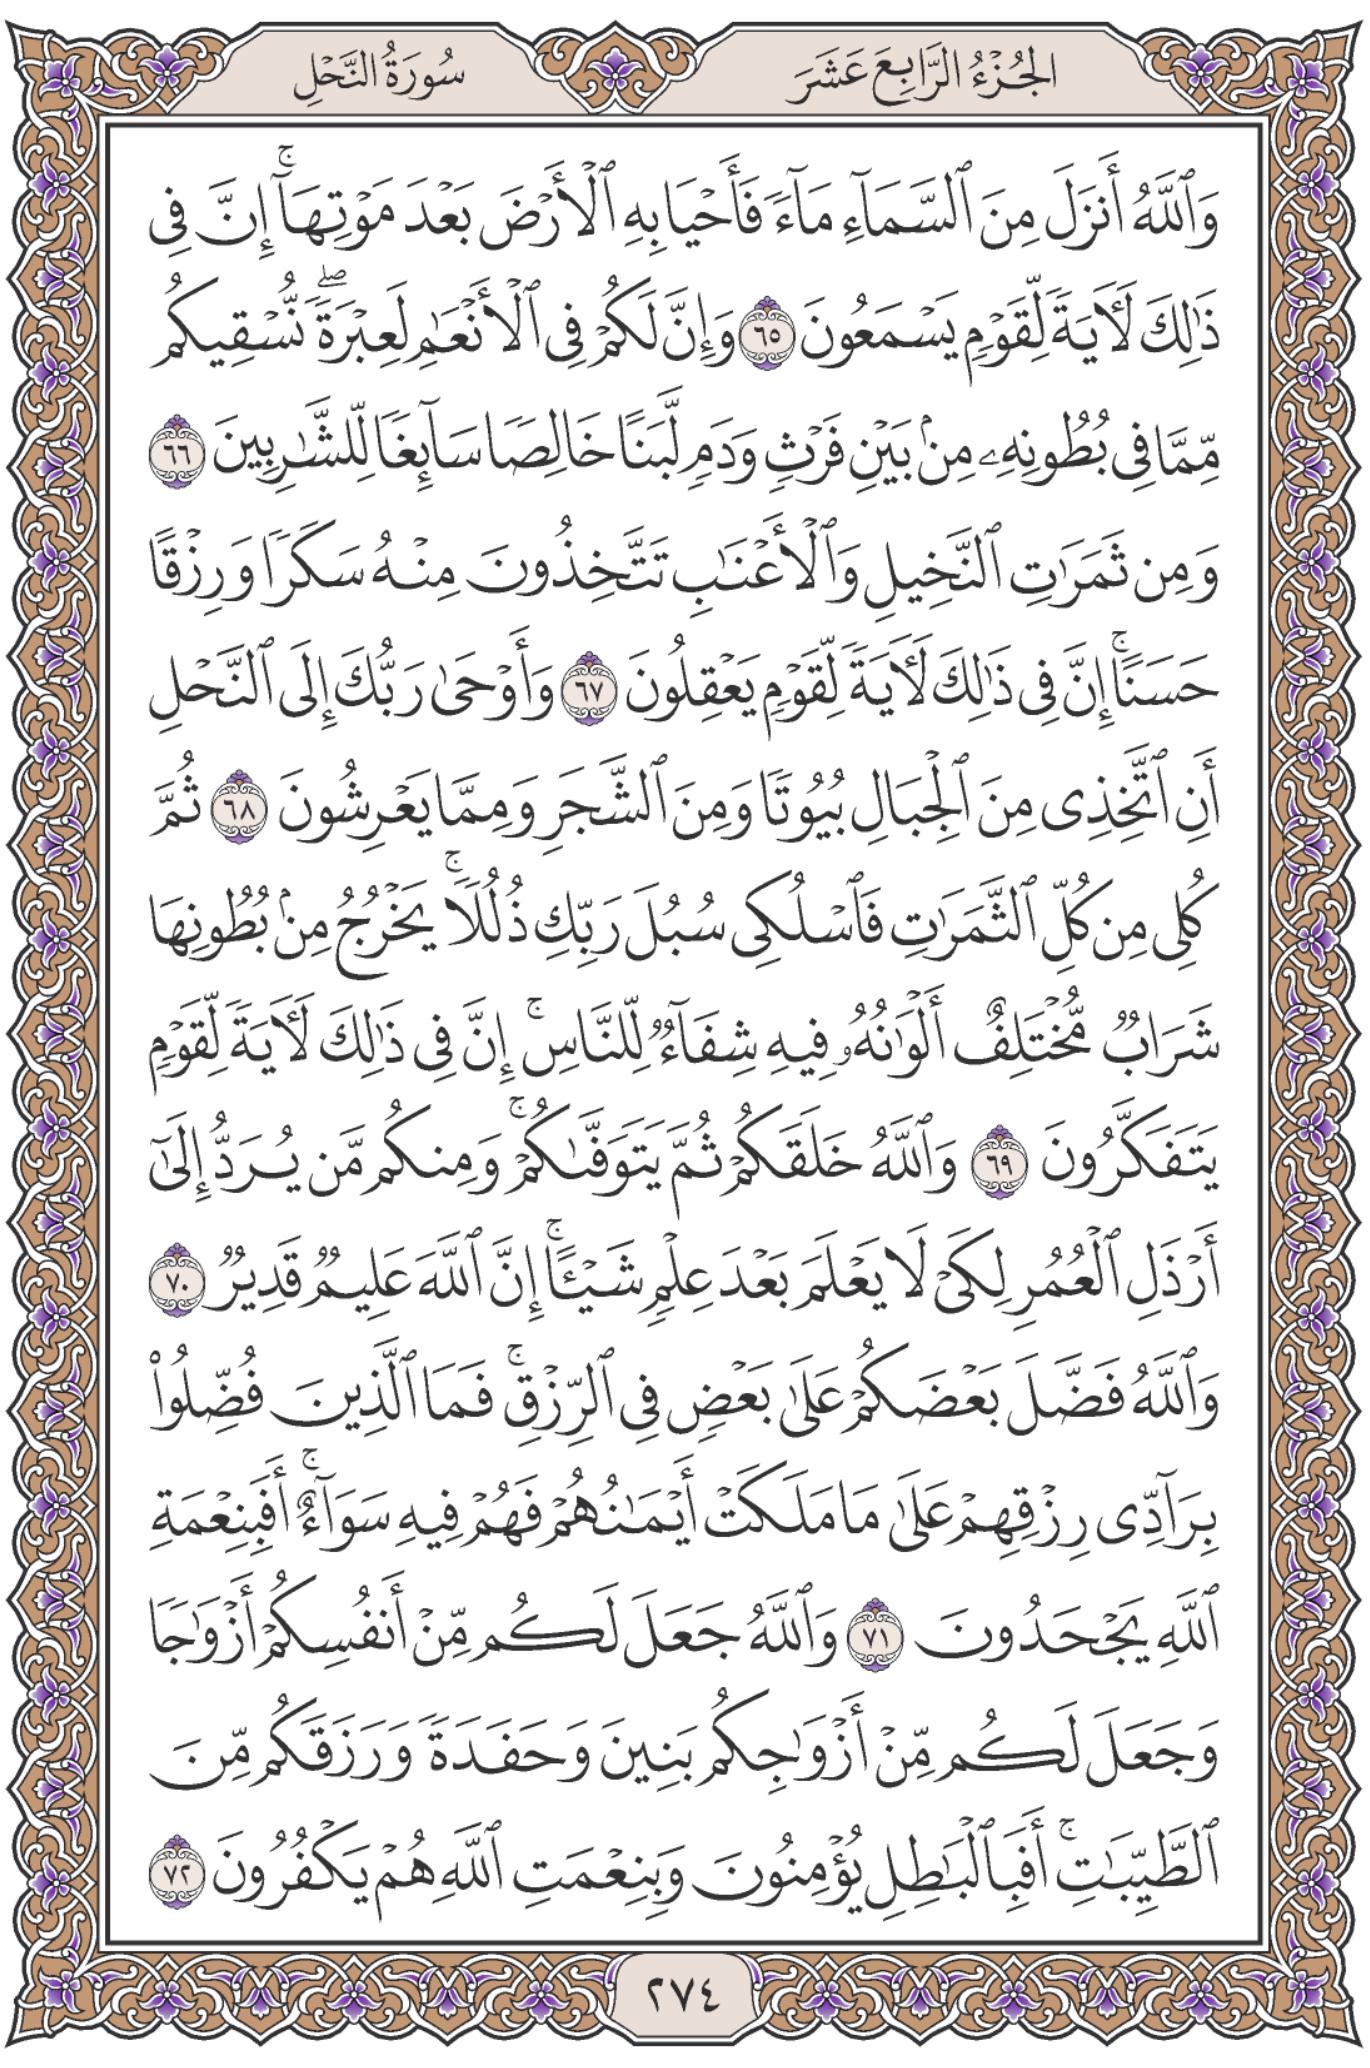 الجُزْءُ الرَّابِعَ عَشَرَ
سُورَةُ النَّحْلِ
وَٱللَّهُ أَنزَلَ مِنَ ٱلسَّمَآءِ مَآءً فَأَحْيَا بِهِ ٱلْأَرْضَ بَعْدَ مَوْتِهَآ ۚ إِنَّ فِى
ذَٰلِكَ لَـَٔايَةً لِّقَوْمٍ يَسْمَعُونَ ٦٥ وَإِنَّ لَكُمْ فِى ٱلْأَنْعَٰمِ لَعِبْرَةً ۖ نُّسْقِيكُم
مِّمَّا فِى بُطُونِهِۦ مِنۢ بَيْنِ فَرْثٍ وَدَمٍ لَّبَنًا خَالِصًا سَآئِغًا لِّلشَّٰرِبِينَ ٦٦
وَمِن ثَمَرَٰتِ ٱلنَّخِيلِ وَٱلْأَعْنَٰبِ تَتَّخِذُونَ مِنْهُ سَكَرًا وَرِزْقًا
حَسَنًا ۗ إِنَّ فِى ذَٰلِكَ لَـَٔايَةً لِّقَوْمٍ يَعْقِلُونَ ٦٧ وَأَوْحَىٰ رَبُّكَ إِلَى ٱلنَّحْلِ
أَنِ ٱتَّخِذِى مِنَ ٱلْجِبَالِ بُيُوتًا وَمِنَ ٱلشَّجَرِ وَمِمَّا يَعْرِشُونَ ٦٨ ثُمَّ
كُلِى مِن كُلِّ ٱلثَّمَرَٰتِ فَٱسْلُكِى سُبُلَ رَبِّكِ ذُلُلًا ۚ يَخْرُجُ مِنۢ بُطُونِهَا
شَرَابٌ مُّخْتَلِفٌ أَلْوَٰنُهُۥ فِيهِ شِفَآءٌ لِّلنَّاسِ ۚ إِنَّ فِى ذَٰلِكَ لَـَٔايَةً لِّقَوْمٍ
يَتَفَكَّرُونَ ٦٩ وَٱللَّهُ خَلَقَكُمْ ثُمَّ يَتَوَفَّىٰكُمْ ۚ وَمِنكُم مَّن يُرَدُّ إِلَىٰٓ
أَرْذَلِ ٱلْعُمُرِ لِكَىْ لَا يَعْلَمَ بَعْدَ عِلْمٍ شَيْـًٔا ۚ إِنَّ ٱللَّهَ عَلِيمٌ قَدِيرٌ ٧٠
وَٱللَّهُ فَضَّلَ بَعْضَكُمْ عَلَىٰ بَعْضٍ فِى ٱلرِّزْقِ ۚ فَمَا ٱلَّذِينَ فُضِّلُوا۟
بِرَآدِّى رِزْقِهِمْ عَلَىٰ مَا مَلَكَتْ أَيْمَٰنُهُمْ فَهُمْ فِيهِ سَوَآءٌ ۚ أَفَبِنِعْمَةِ
ٱللَّهِ يَجْحَدُونَ ٧١ وَٱللَّهُ جَعَلَ لَكُم مِّنْ أَنفُسِكُمْ أَزْوَٰجًا
وَجَعَلَ لَكُم مِّنْ أَزْوَٰجِكُم بَنِينَ وَحَفَدَةً وَرَزَقَكُم مِّنَ
ٱلطَّيِّبَٰتِ ۚ أَفَبِٱلْبَٰطِلِ يُؤْمِنُونَ وَبِنِعْمَتِ ٱللَّهِ هُمْ يَكْفُرُونَ ٧٢
٢٧٤